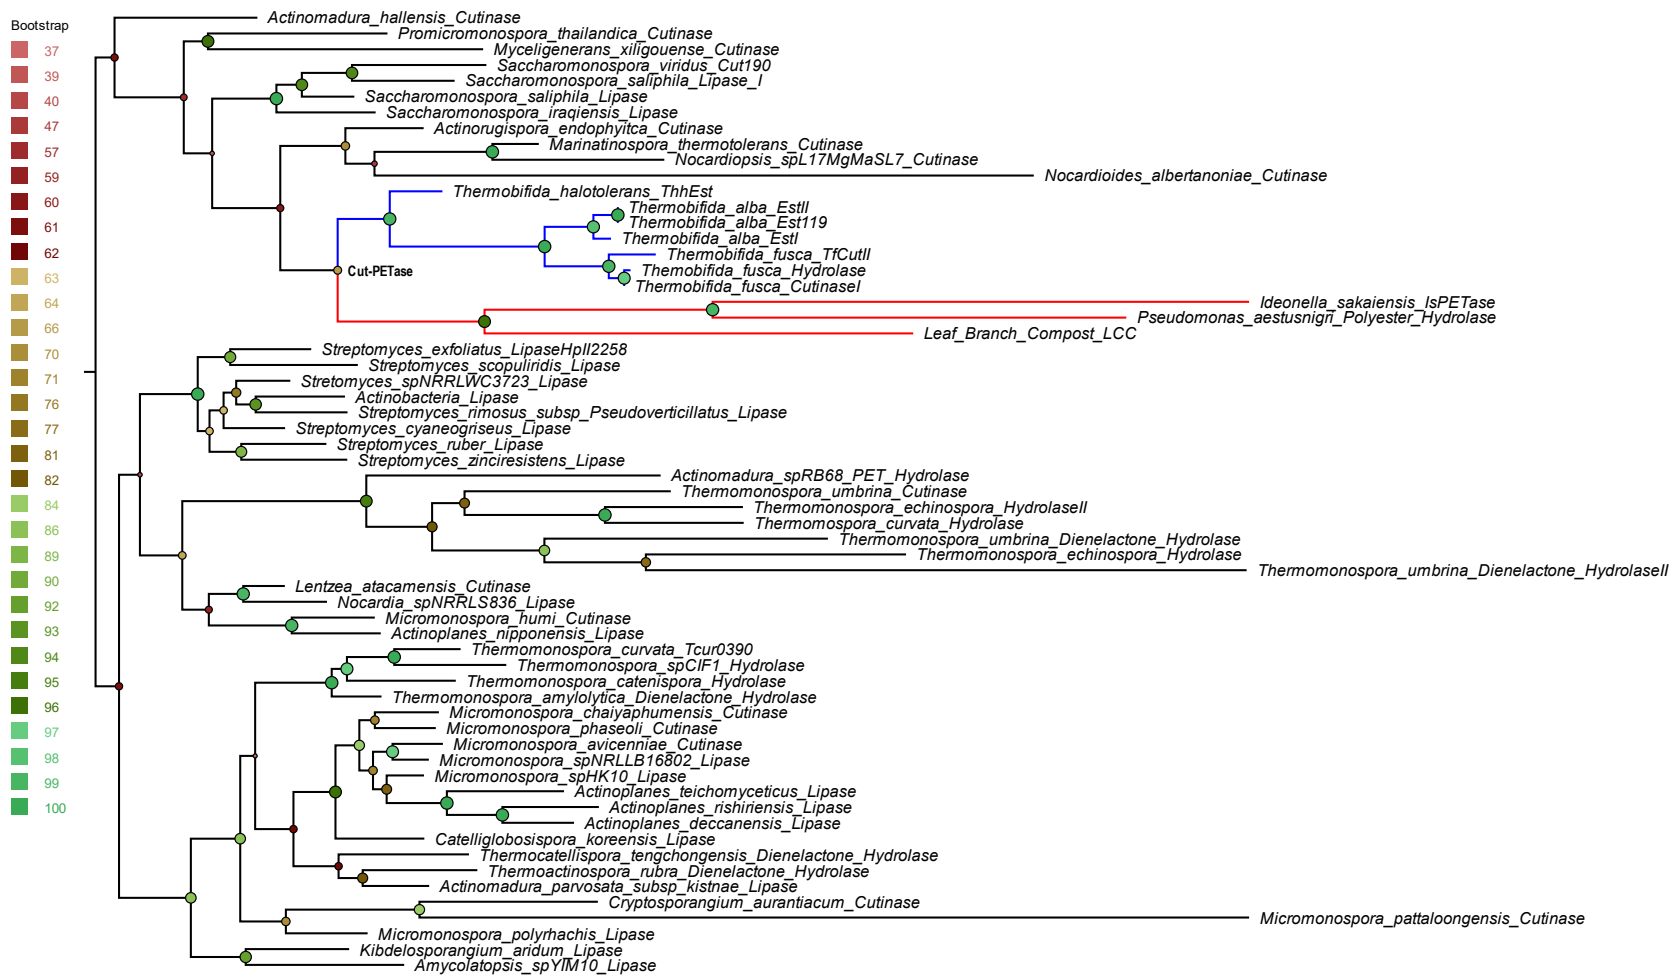 Bootstrap
37
39
40
47
57
59
60
61
62
63
64
66
70
71
76
77
81
82
84
86
89
90
92
93
94
95
96
97
98
99
100
Actinomadura_hallensis_Cutinase
Promicromonospora_thailandica_Cutinase
Myceligenerans_xiligouense_Cutinase
Saccharomonospora_viridus_Cut190
Saccharomonospora_saliphila_Lipase_I
Saccharomonospora_saliphila_Lipase
Saccharomonospora_iraqiensis_Lipase
Actinorugispora_endophyitca_Cutinase
Marinatinospora_thermotolerans_Cutinase
Nocardiopsis_spL17MgMaSL7_Cutinase
Nocardioides_albertanoniae_Cutinase
Thermobifida_halotolerans_ThhEst
Thermobifida_alba_EstII
Thermobifida_alba_Est119
Thermobifida_alba_EstI
Thermobifida_fusca_TfCutII
Themobifida_fusca_Hydrolase
Thermobifida_fusca_CutinaseI
Cut-PETase
Ideonella_sakaiensis_IsPETase
Pseudomonas_aestusnigri_Polyester_Hydrolase
Leaf_Branch_Compost_LCC
Streptomyces_exfoliatus_LipaseHplI2258
Streptomyces_scopuliridis_Lipase
Stretomyces_spNRRLWC3723_Lipase
Actinobacteria_Lipase
Streptomyces_rimosus_subsp_Pseudoverticillatus_Lipase
Streptomyces_cyaneogriseus_Lipase
Streptomyces_ruber_Lipase
Streptomyces_zinciresistens_Lipase
Actinomadura_spRB68_PET_Hydrolase
Thermomonospora_umbrina_Cutinase
Thermomonospora_echinospora_HydrolaseII
Thermomospora_curvata_Hydrolase
Thermomonospora_umbrina_Dienelactone_Hydrolase
Thermomonospora_echinospora_Hydrolase
Thermomonospora_umbrina_Dienelactone_HydrolaseII
Lentzea_atacamensis_Cutinase
Nocardia_spNRRLS836_Lipase
Micromonospora_humi_Cutinase
Actinoplanes_nipponensis_Lipase
Thermomonospora_curvata_Tcur0390
Thermomonospora_spCIF1_Hydrolase
Thermomonospora_catenispora_Hydrolase
Thermomonospora_amylolytica_Dienelactone_Hydrolase
Micromonospora_chaiyaphumensis_Cutinase
Micromonospora_phaseoli_Cutinase
Micromonospora_avicenniae_Cutinase
Micromonospora_spNRLLB16802_Lipase
Micromonospora_spHK10_Lipase
Actinoplanes_teichomyceticus_Lipase
Actinoplanes_rishiriensis_Lipase
Actinoplanes_deccanensis_Lipase
Catelliglobosispora_koreensis_Lipase
Thermocatellispora_tengchongensis_Dienelactone_Hydrolase
Thermoactinospora_rubra_Dienelactone_Hydrolase
Actinomadura_parvosata_subsp_kistnae_Lipase
Cryptosporangium_aurantiacum_Cutinase
Micromonospora_pattaloongensis_Cutinase
Micromonospora_polyrhachis_Lipase
Kibdelosporangium_aridum_Lipase
Amycolatopsis_spYIM10_Lipase